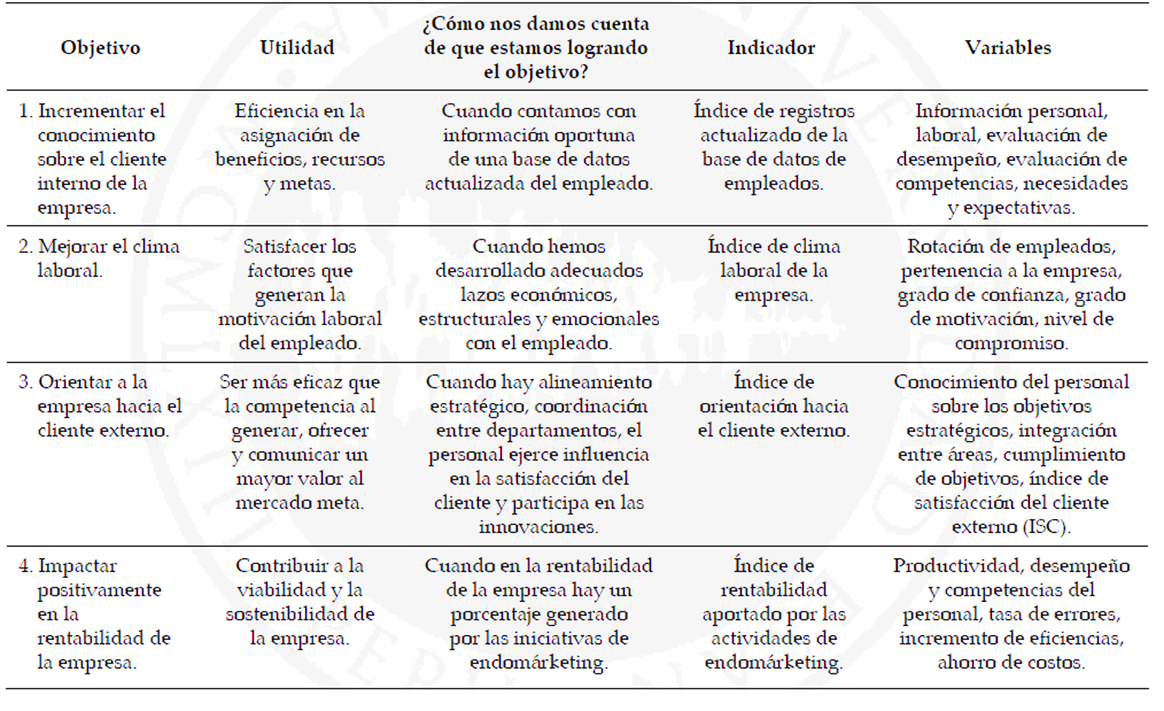 Objetivo
Utilidad
¿Cómo nos damos cuenta
de que estamos logrando
el objetivo?
Indicador
Variables
1. Incrementar el
conocimiento
sobre el cliente
interno de la
empresa.
Eficiencia en la
asignación de
beneficios, recursos
y metas.
Cuando contamos con
información oportuna
de una base de datos
actualizada del empleado.
Índice de registros
actualizado de la
base de datos de
empleados.
Información personal,
laboral, evaluación de
desempeño, evaluación de
competencias, necesidades
y expectativas.
2. Mejorar el clima
laboral.
Satisfacer los
factores que
generan la
motivación laboral
del empleado.
Cuando hemos
desarrollado adecuados
lazos económicos,
estructurales y emocionales
con el empleado.
Índice de clima
laboral de la
empresa.
Rotación de empleados,
pertenencia a la empresa,
grado de confianza, grado
de motivación, nivel de
compromiso.
3. Orientar a la
empresa hacia el
cliente externo.
Ser más eficaz que
la competencia al
generar, ofrecer
y comunicar un
mayor valor al
mercado meta.
Cuando hay alineamiento
estratégico, coordinación
entre departamentos, el
personal ejerce influencia
en la satisfacción del
cliente y participa en las
innovaciones.
Índice de
orientación hacia
el cliente externo.
Conocimiento del personal
sobre los objetivos
estratégicos, integración
entre áreas, cumplimiento
de objetivos, índice de
satisfacción del cliente
externo (ISC).
4. Impactar
positivamente
en la
rentabilidad de
la empresa.
Contribuir a la
viabilidad y la
sostenibilidad de
la empresa.
Cuando en la rentabilidad
de la empresa hay un
porcentaje generado
por las iniciativas de
endomárketing.
Índice de
rentabilidad
aportado por las
actividades de
endomárketing.
Productividad, desempeño
y competencias del
personal, tasa de errores,
incremento de eficiencias,
ahorro de costos.